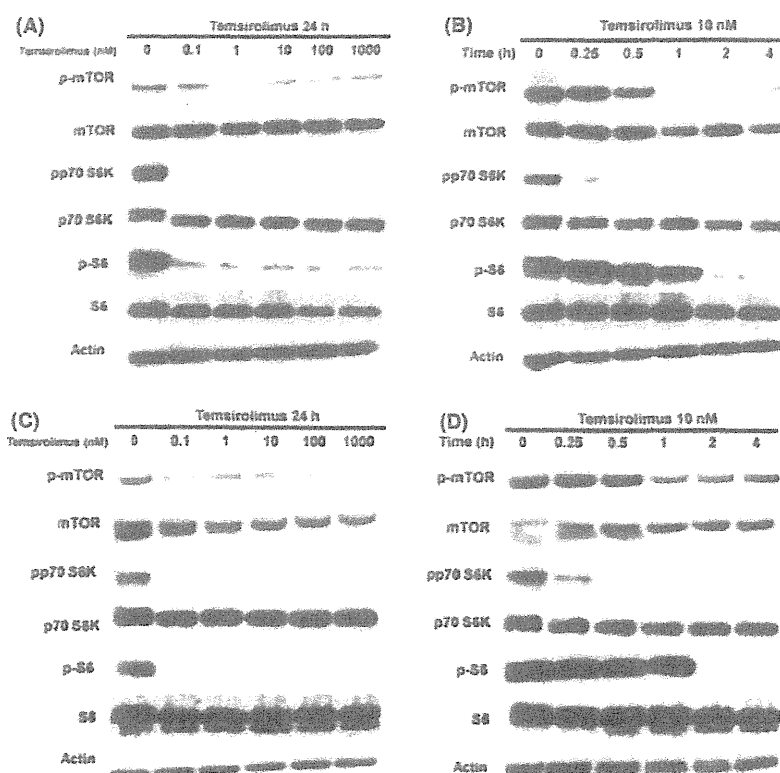 (A)
Temsirolimus 24 h
Temsirolimus (nM) 0 0.1 1 10 100 1000
p-mTOR
mTOR
pp70 S6K
p70 S6K
p-S6
S6
Actin
(B)
Temsirolimus 10 nM
Time (h) 0 0.25 0.5 1 2 4
p-mTOR
mTOR
pp70 S6K
p70 S6K
p-S6
S6
Actin
(C)
Temsirolimus 24 h
Temsirolimus (nM) 0 0.1 1 10 100 1000
p-mTOR
mTOR
pp70 S6K
p70 S6K
p-S6
S6
Actin
(D)
Temsirolimus 10 nM
Time (h) 0 0.25 0.5 1 2 4
p-mTOR
mTOR
pp70 S6K
p70 S6K
p-S6
S6
Actin